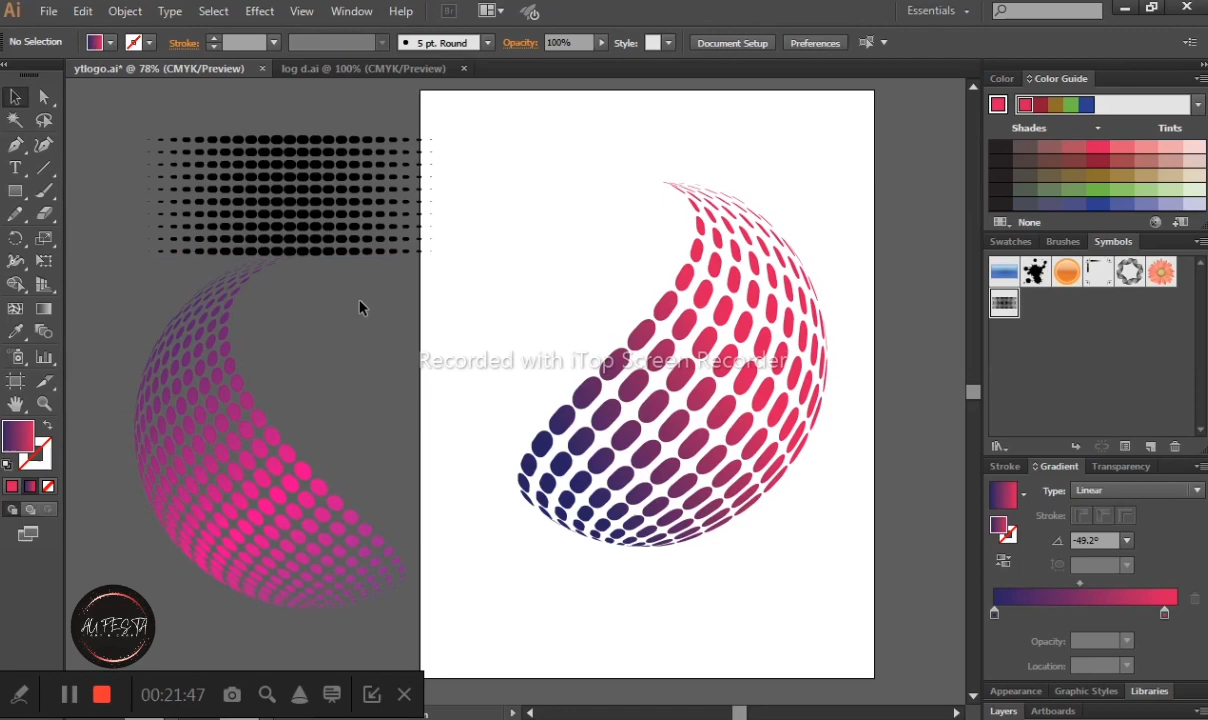 Ai File Edit Object Type Select Effect View Window Help Br Essentials
No Selection Stroke: 5 pt. Round Opacity: 100% Style: Document Setup Preferences
ytlogo.ai* @ 78% (CMYK/Preview) × log d.ai @ 100% (CMYK/Preview) ×
Color Color Guide
Shades Tints
None
Swatches Brushes Symbols
Recorded with iTop Screen Recorder
Stroke Gradient Transparency
Type: Linear
Stroke:
-49.2°
Opacity:
Location:
AU FESTA
00:21:47
Appearance Graphic Styles Libraries
Layers Artboards